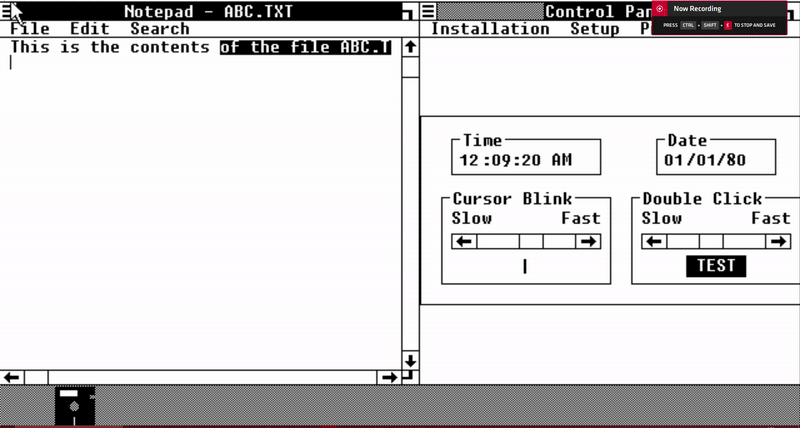 Notepad - ABC.TXT
File Edit Search
This is the contents of the file ABC.T
Control Pan
Installation Setup P
Now Recording
PRESS CTRL + SHIFT + E TO STOP AND SAVE
Time
12:09:20 AM
Date
01/01/80
Cursor Blink
Slow Fast
Double Click
Slow Fast
TEST